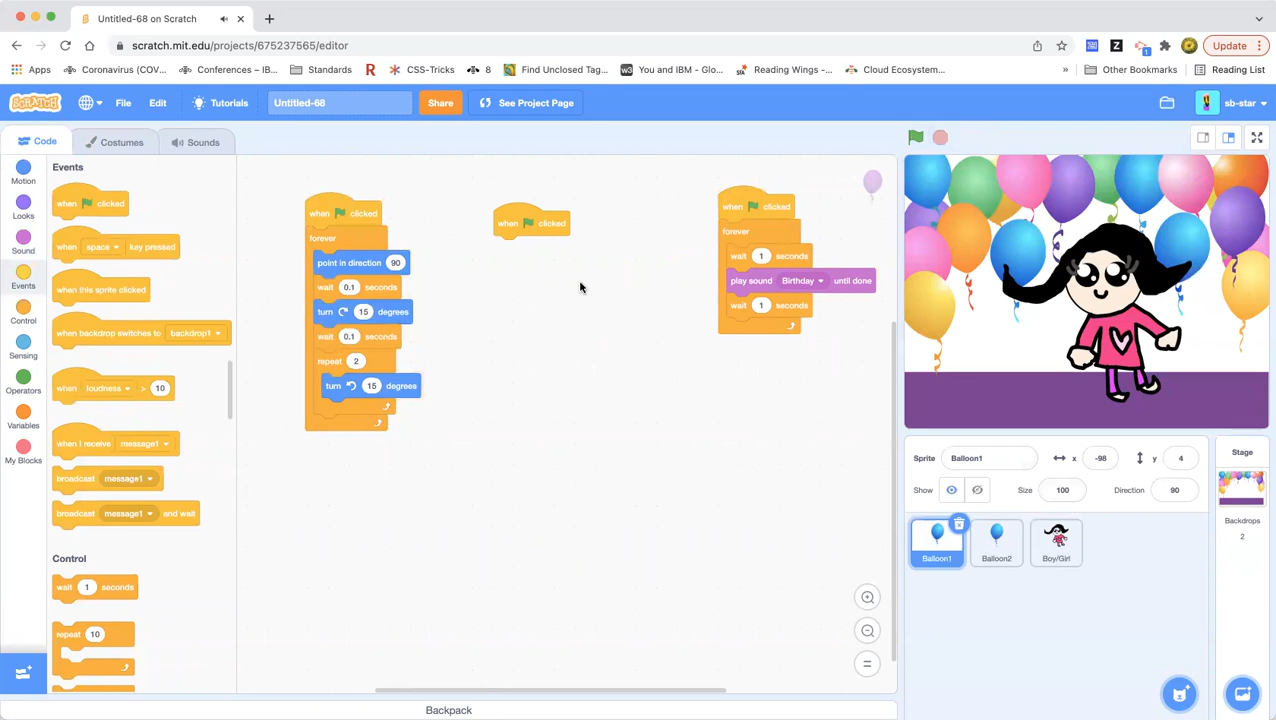 Untitled-68 on Scratch
scratch.mit.edu/projects/675237565/editor
Z
1
Update
Apps
Coronavirus (COV...
Conferences – IB...
Standards
R
CSS-Tricks
8
Find Unclosed Tag...
w3
You and IBM - Glo...
Reading Wings -...
Cloud Ecosystem...
»
Other Bookmarks
Reading List
SCRATCH
File
Edit
Tutorials
Untitled-68
Share
See Project Page
sb-star
Code
Costumes
Sounds
Motion
Looks
Sound
Events
Control
Sensing
Operators
Variables
My Blocks
Events
when clicked
when space key pressed
when this sprite clicked
when backdrop switches to backdrop1
when loudness > 10
when I receive message1
broadcast message1
broadcast message1 and wait
Control
wait 1 seconds
repeat 10
when clicked
forever
point in direction 90
wait 0.1 seconds
turn 15 degrees
wait 0.1 seconds
repeat 2
turn 15 degrees
when clicked
when clicked
forever
wait 1 seconds
play sound Birthday until done
wait 1 seconds
Sprite Balloon1 x -98 y 4
Show Size 100 Direction 90
Balloon1
Balloon2
Boy/Girl
Stage
Backdrops
2
Backpack